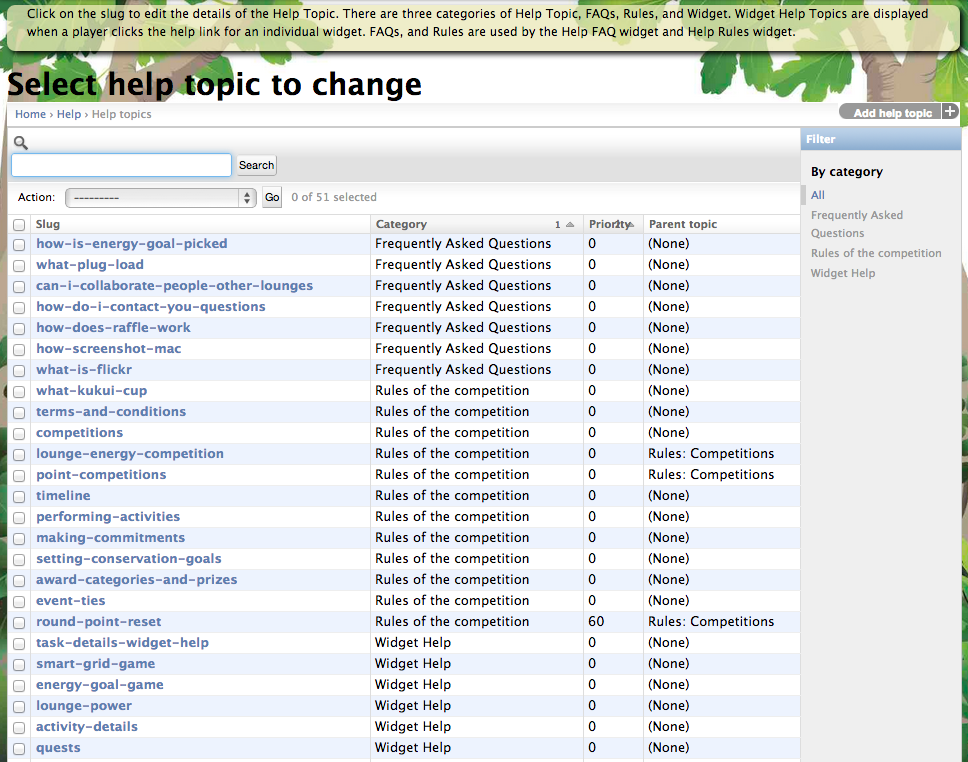 Click on the slug to edit the details of the Help Topic. There are three categories of Help Topic, FAQs, Rules, and Widget. Widget Help Topics are displayed
when a player clicks the help link for an individual widget. FAQs, and Rules are used by the Help FAQ widget and Help Rules widget.
Select help topic to change
Home › Help › Help topics
Add help topic +
Filter
Search
By category
All
Frequently Asked
Questions
Rules of the competition
Widget Help
Action: --------- Go 0 of 51 selected
Slug Category 1 Priority 2 Parent topic
how-is-energy-goal-picked Frequently Asked Questions 0 (None)
what-plug-load Frequently Asked Questions 0 (None)
can-i-collaborate-people-other-lounges Frequently Asked Questions 0 (None)
how-do-i-contact-you-questions Frequently Asked Questions 0 (None)
how-does-raffle-work Frequently Asked Questions 0 (None)
how-screenshot-mac Frequently Asked Questions 0 (None)
what-is-flickr Frequently Asked Questions 0 (None)
what-kukui-cup Rules of the competition 0 (None)
terms-and-conditions Rules of the competition 0 (None)
competitions Rules of the competition 0 (None)
lounge-energy-competition Rules of the competition 0 Rules: Competitions
point-competitions Rules of the competition 0 Rules: Competitions
timeline Rules of the competition 0 (None)
performing-activities Rules of the competition 0 (None)
making-commitments Rules of the competition 0 (None)
setting-conservation-goals Rules of the competition 0 (None)
award-categories-and-prizes Rules of the competition 0 (None)
event-ties Rules of the competition 0 (None)
round-point-reset Rules of the competition 60 Rules: Competitions
task-details-widget-help Widget Help 0 (None)
smart-grid-game Widget Help 0 (None)
energy-goal-game Widget Help 0 (None)
lounge-power Widget Help 0 (None)
activity-details Widget Help 0 (None)
quests Widget Help 0 (None)